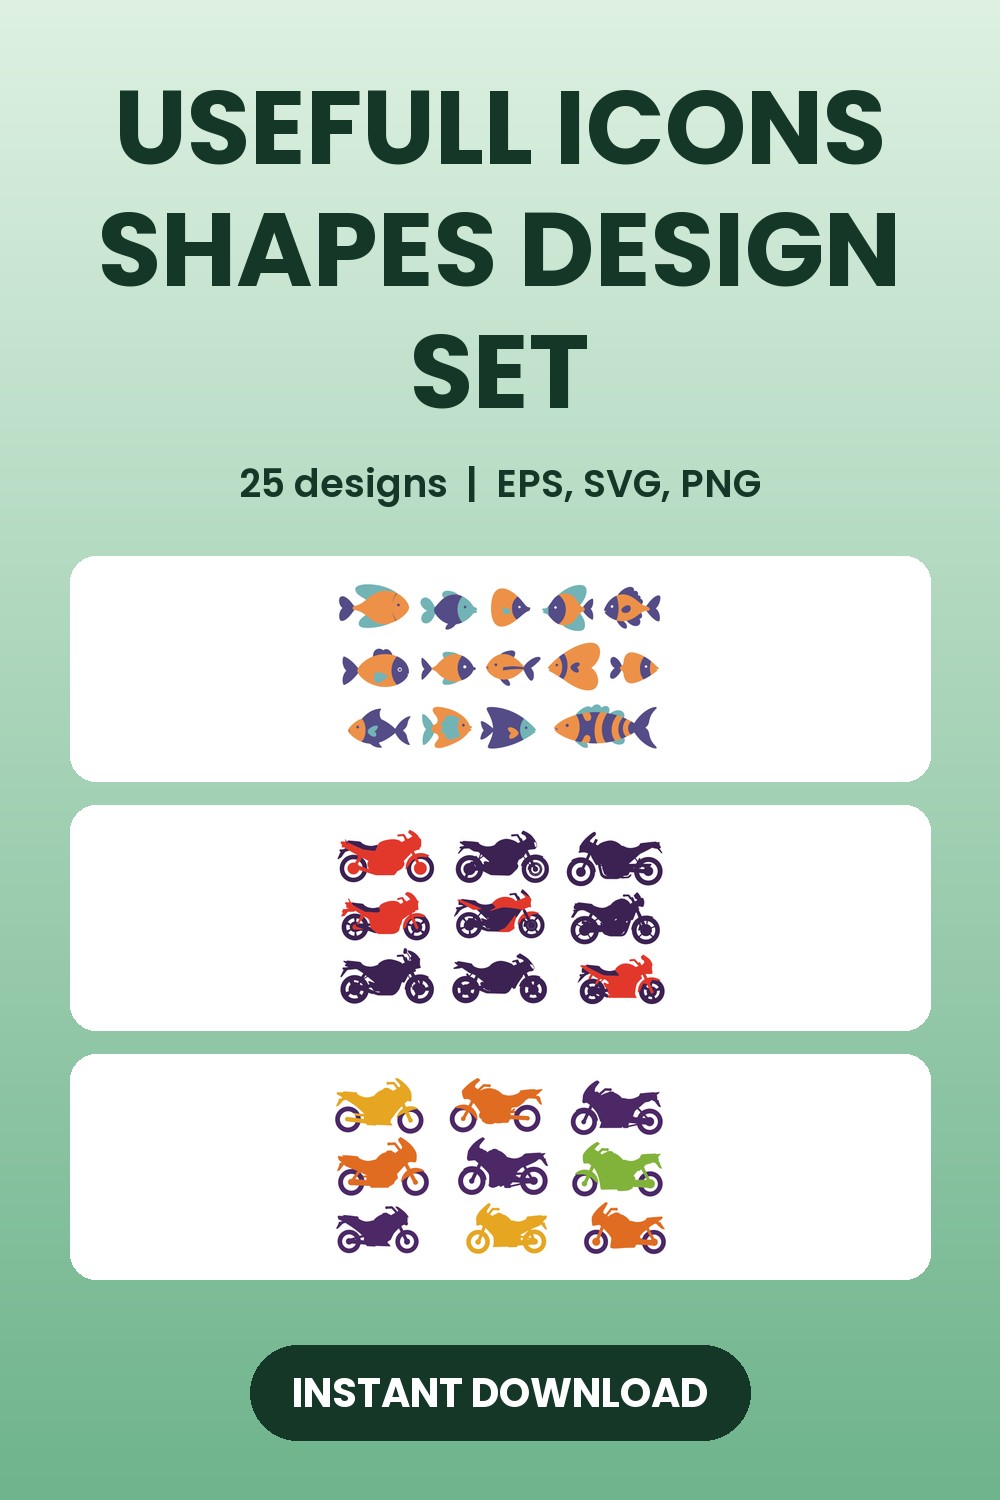 USEFULL ICONS
SHAPES DESIGN
SET
25 designs | EPS, SVG, PNG
INSTANT DOWNLOAD